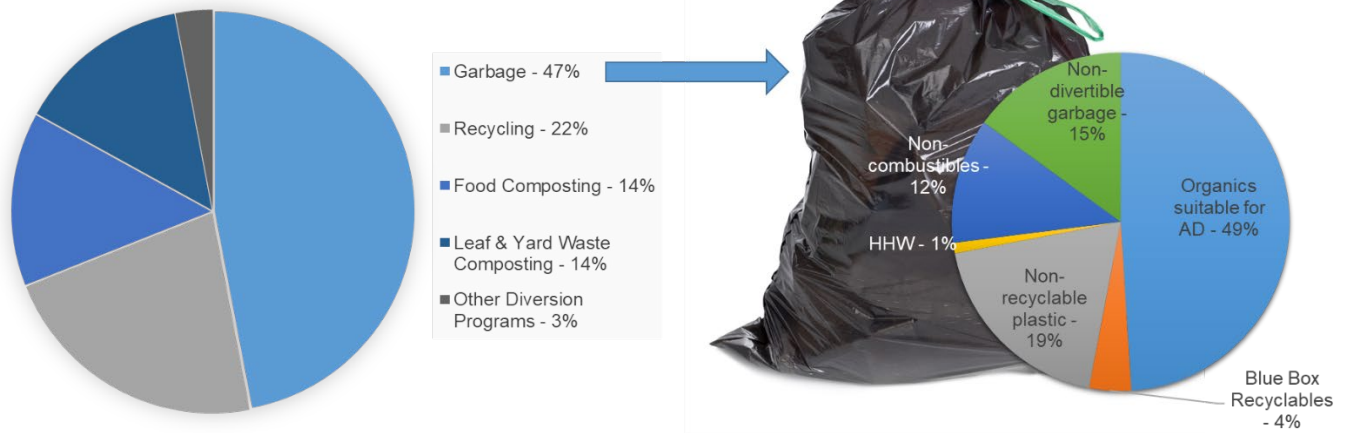 Garbage - 47%
Recycling - 22%
Food Composting - 14%
Leaf & Yard Waste
Composting - 14%
Other Diversion
Programs - 3%
Non-
divertible
garbage -
15%
Non-
combustibles -
12%
Organics
suitable for
AD - 49%
HHW - 1%
Non-
recyclable
plastic -
19%
Blue Box
Recyclables
- 4%